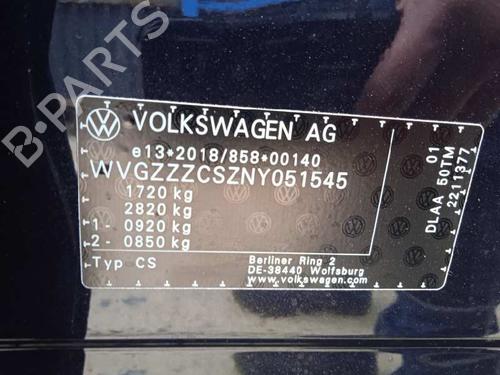 B-PARTS
VOLKSWAGEN AG
e13*2018/858*00140
WVGZZZCSZNY051545
1720 kg
2820 kg
1 - 0920 kg
2 - 0850 kg
Typ CS
Berliner Ring 2
DE-38440 Wolfsburg
www.volkswagen.com
01
DLAA 50TM
2211377